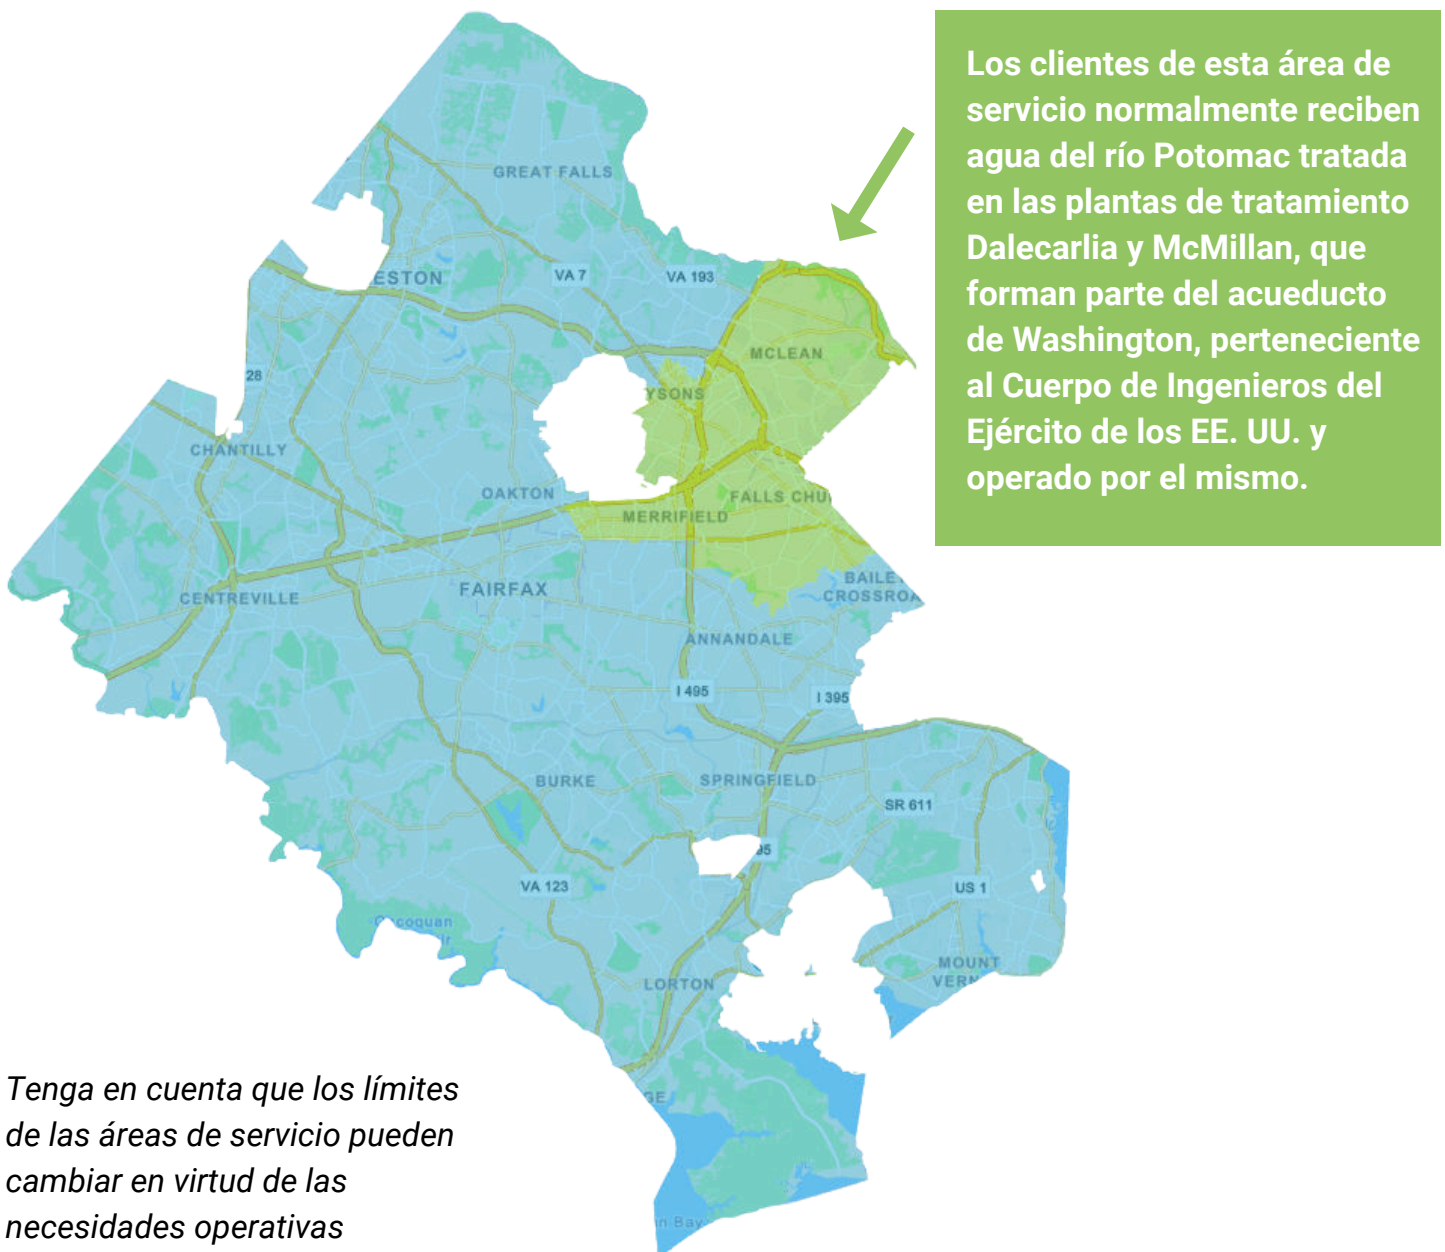 Los clientes de esta área de
servicio normalmente reciben
agua del río Potomac tratada
en las plantas de tratamiento
Dalecarlia y McMillan, que
forman parte del acueducto
de Washington, perteneciente
al Cuerpo de Ingenieros del
Ejército de los EE. UU. y
operado por el mismo.
GREAT FALLS
ESTON
VA 7
VA 193
MCLEAN
28
YSONS
CHANTILLY
OAKTON
FALLS CHU
MERRIFIELD
FAIRFAX
BAILE
CROSSROA
CENTREVILLE
ANNANDALE
I 495
I 395
BURKE
SPRINGFIELD
SR 611
95
VA 123
US 1
coquan
ir
MOUNT
VERN
LORTON
GE
n Bay
Tenga en cuenta que los límites
de las áreas de servicio pueden
cambiar en virtud de las
necesidades operativas